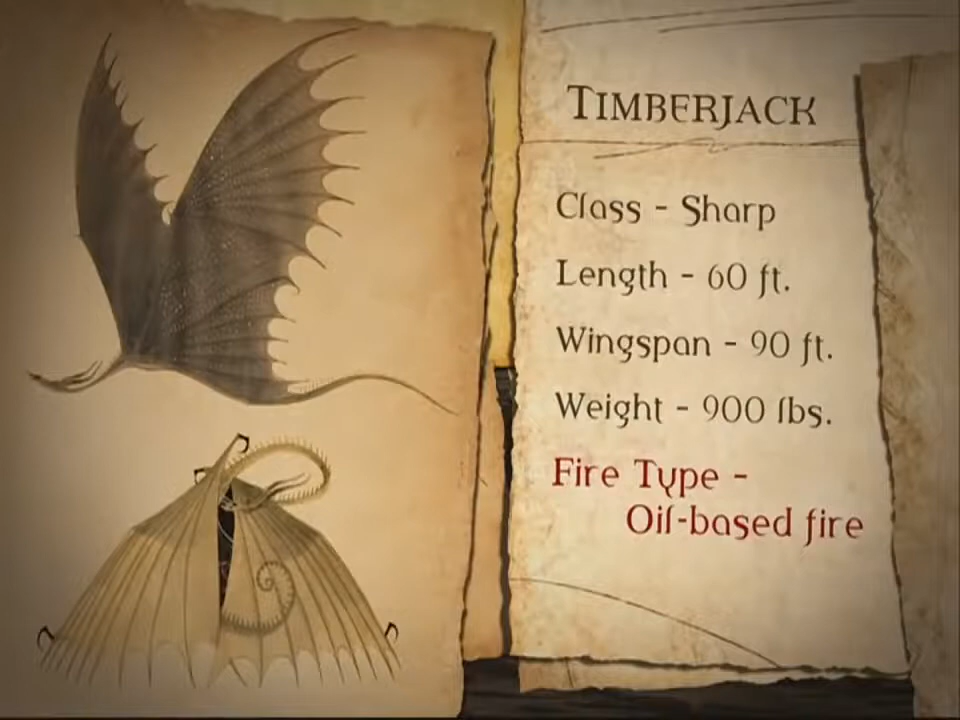 TIMBERJACK
Class - Sharp
Length - 60 ft.
Wingspan - 90 ft.
Weight - 900 lbs.
Fire Type -
Oil-based fire